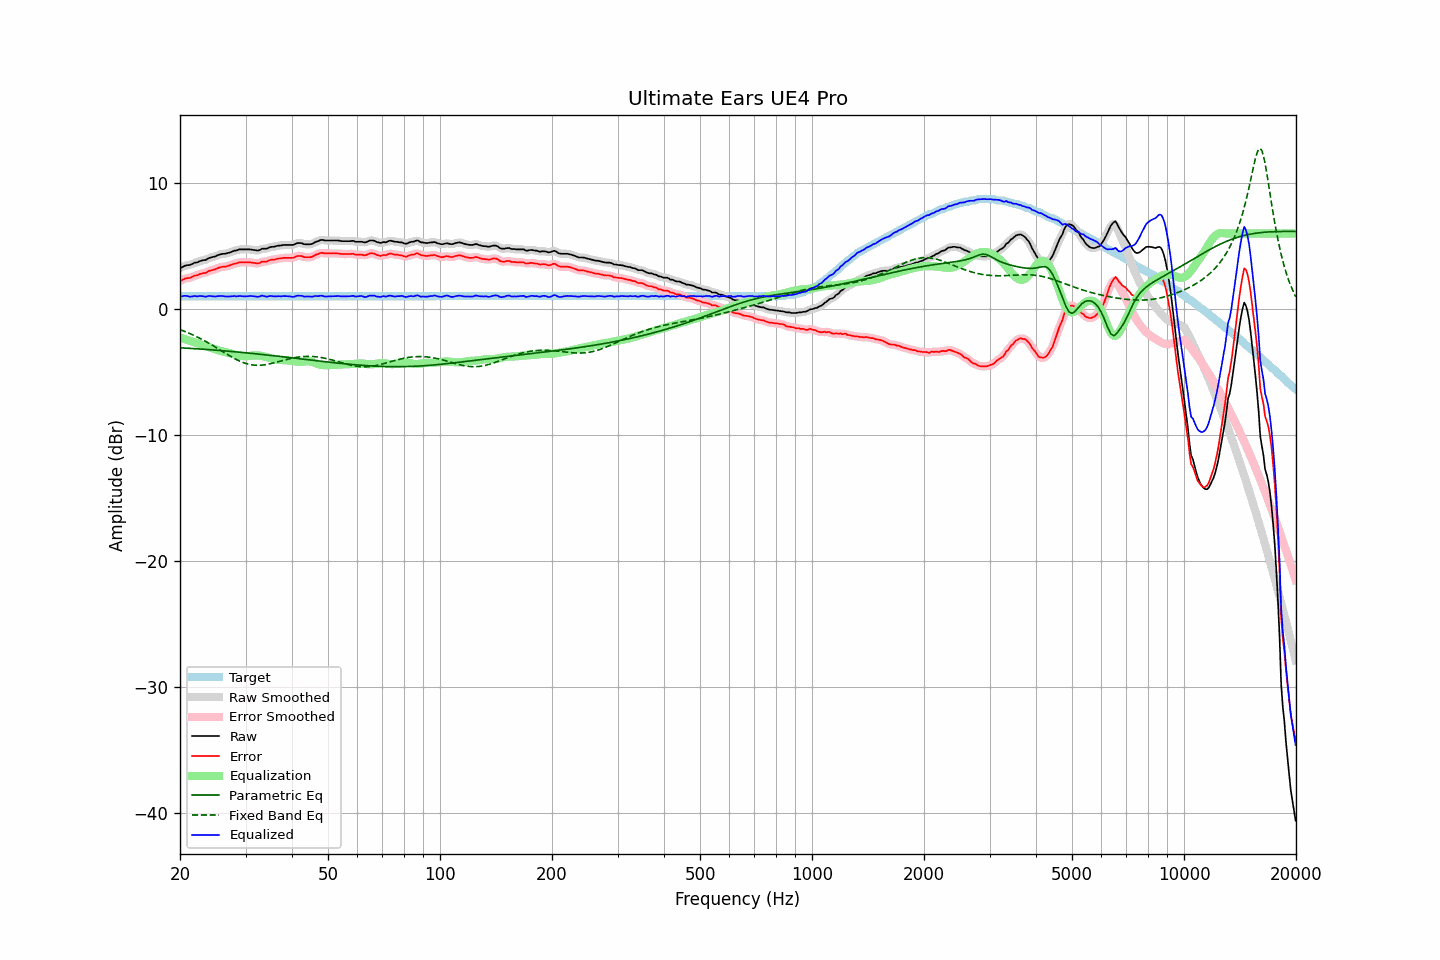 Ultimate Ears UE4 Pro
Amplitude (dBr)
10
0
−10
−20
−30
−40
Target
Raw Smoothed
Error Smoothed
Raw
Error
Equalization
Parametric Eq
Fixed Band Eq
Equalized
20 50 100 200 500 1000 2000 5000 10000 20000
Frequency (Hz)